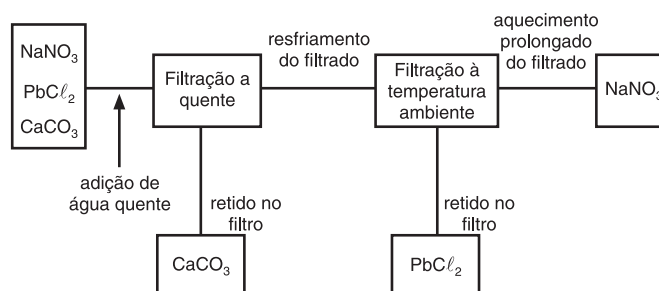 NaNO₃
PbCℓ₂
CaCO₃
adição de
água quente
Filtração a
quente
retido no
filtro
CaCO₃
resfriamento
do filtrado
Filtração à
temperatura
ambiente
retido no
filtro
PbCℓ₂
aquecimento
prolongado
do filtrado
NaNO₃